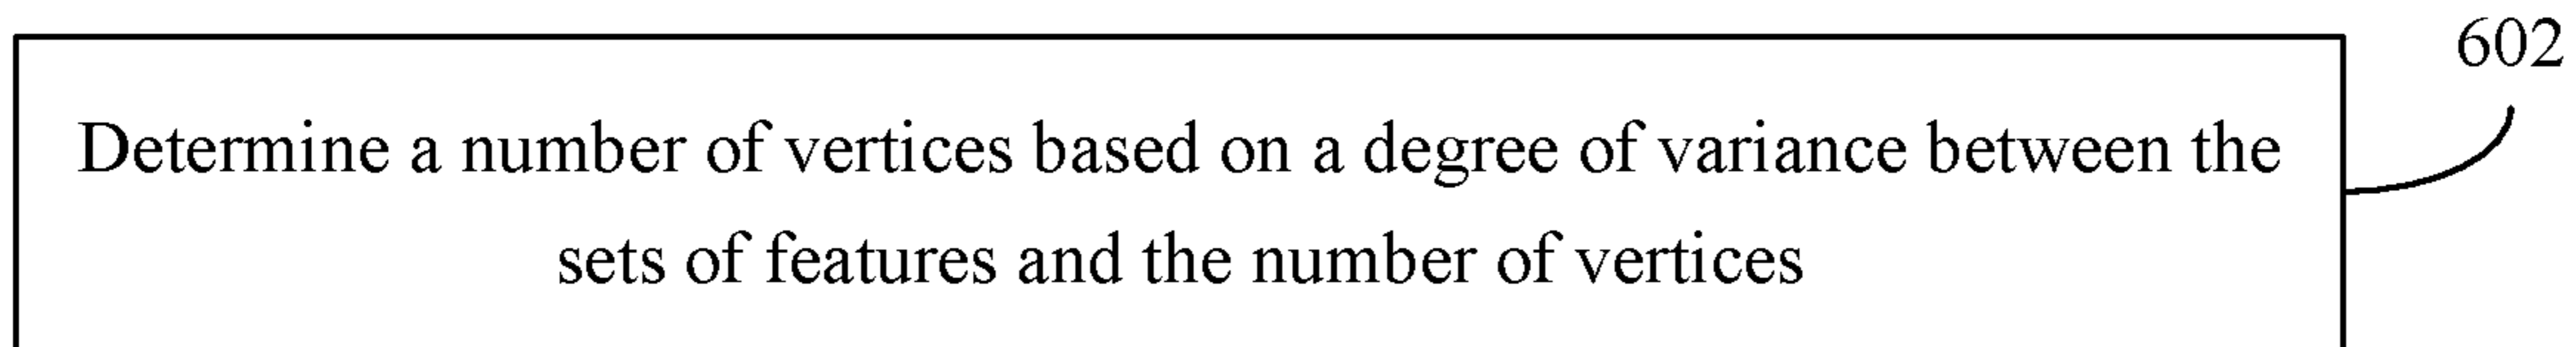 602
Determine a number of vertices based on a degree of variance between the
sets of features and the number of vertices